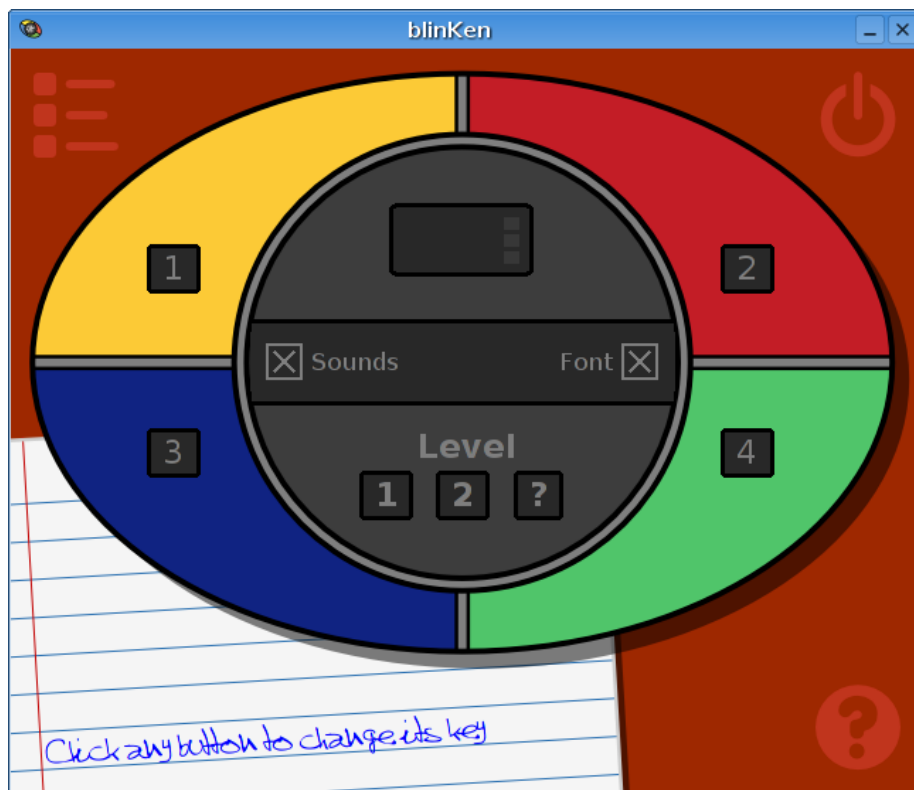 blinKen
1
2
Sounds
Font
3
4
Level
1 2 ?
Click any button to change its key
?